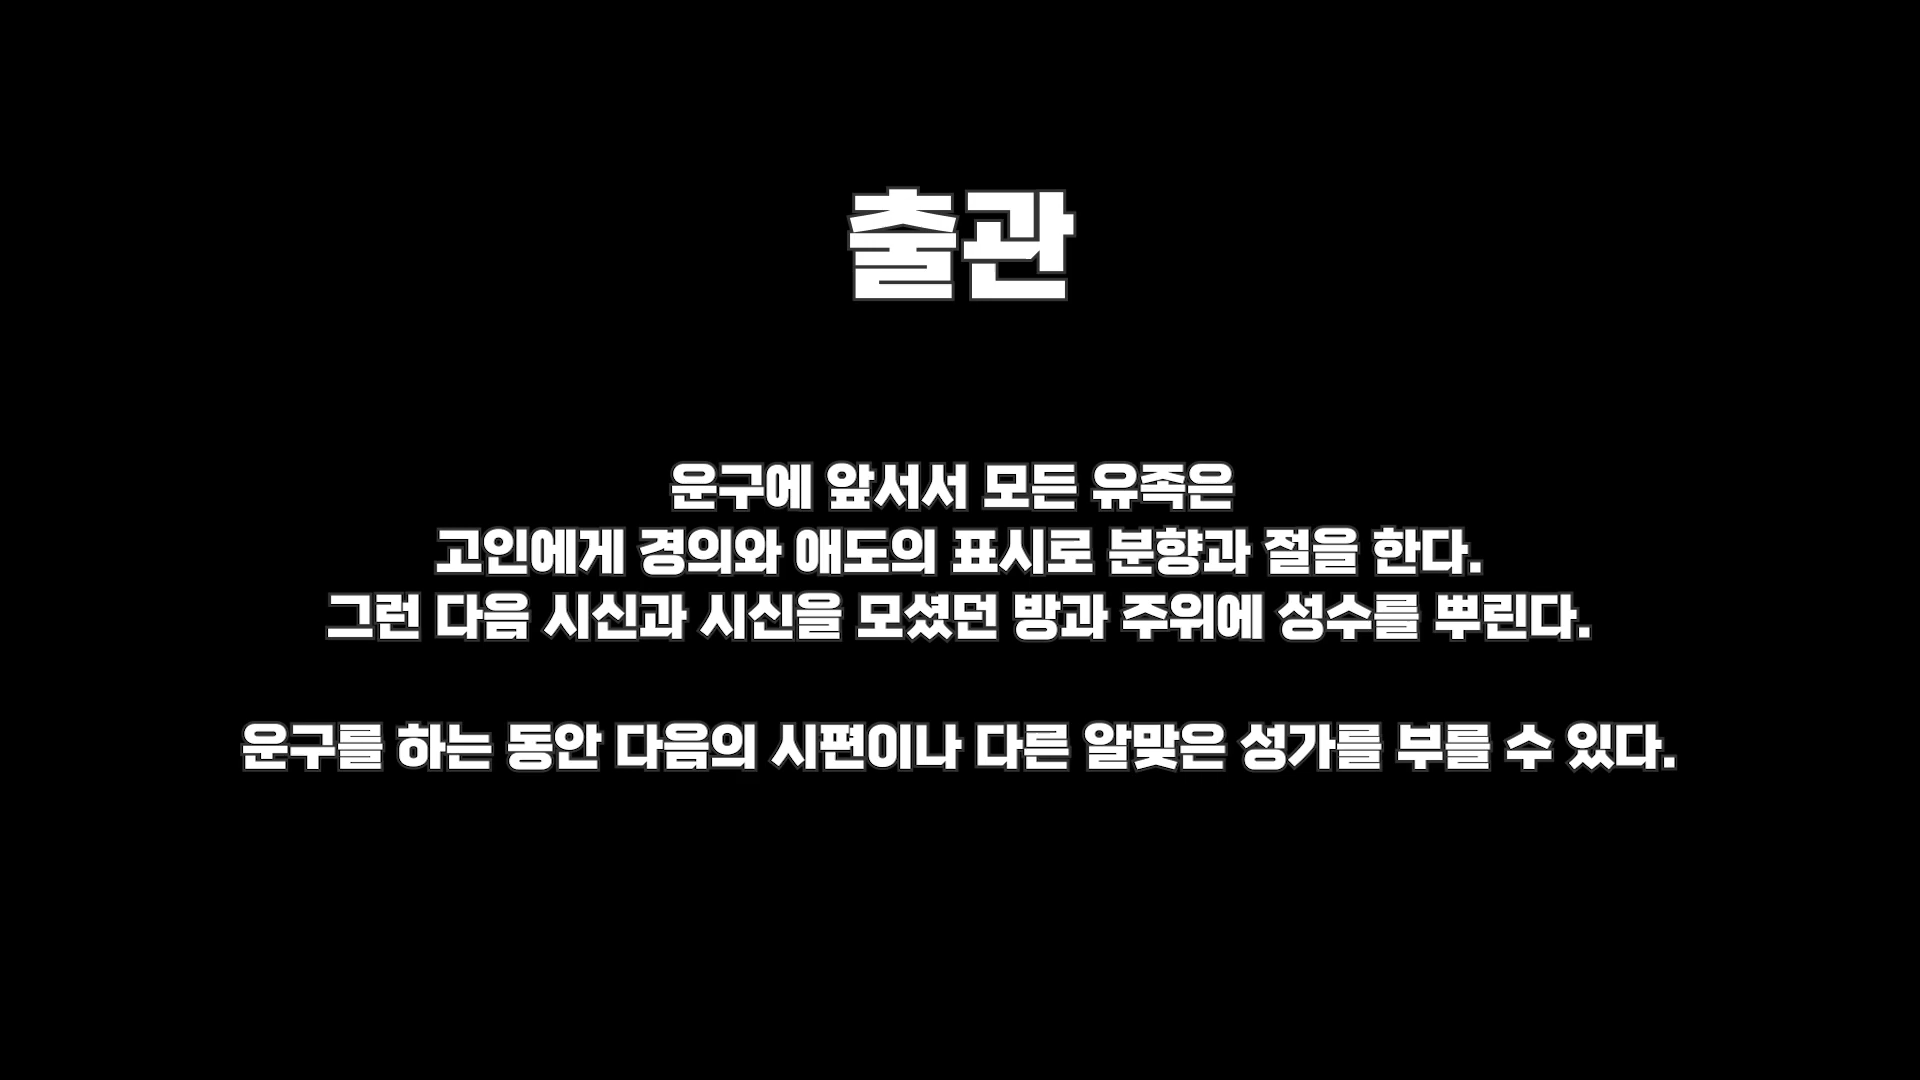 출관
운구에 앞서서 모든 유족은
고인에게 경의와 애도의 표시로 분향과 절을 한다.
그런 다음 시신과 시신을 모셨던 방과 주위에 성수를 뿌린다.
운구를 하는 동안 다음의 시편이나 다른 알맞은 성가를 부를 수 있다.